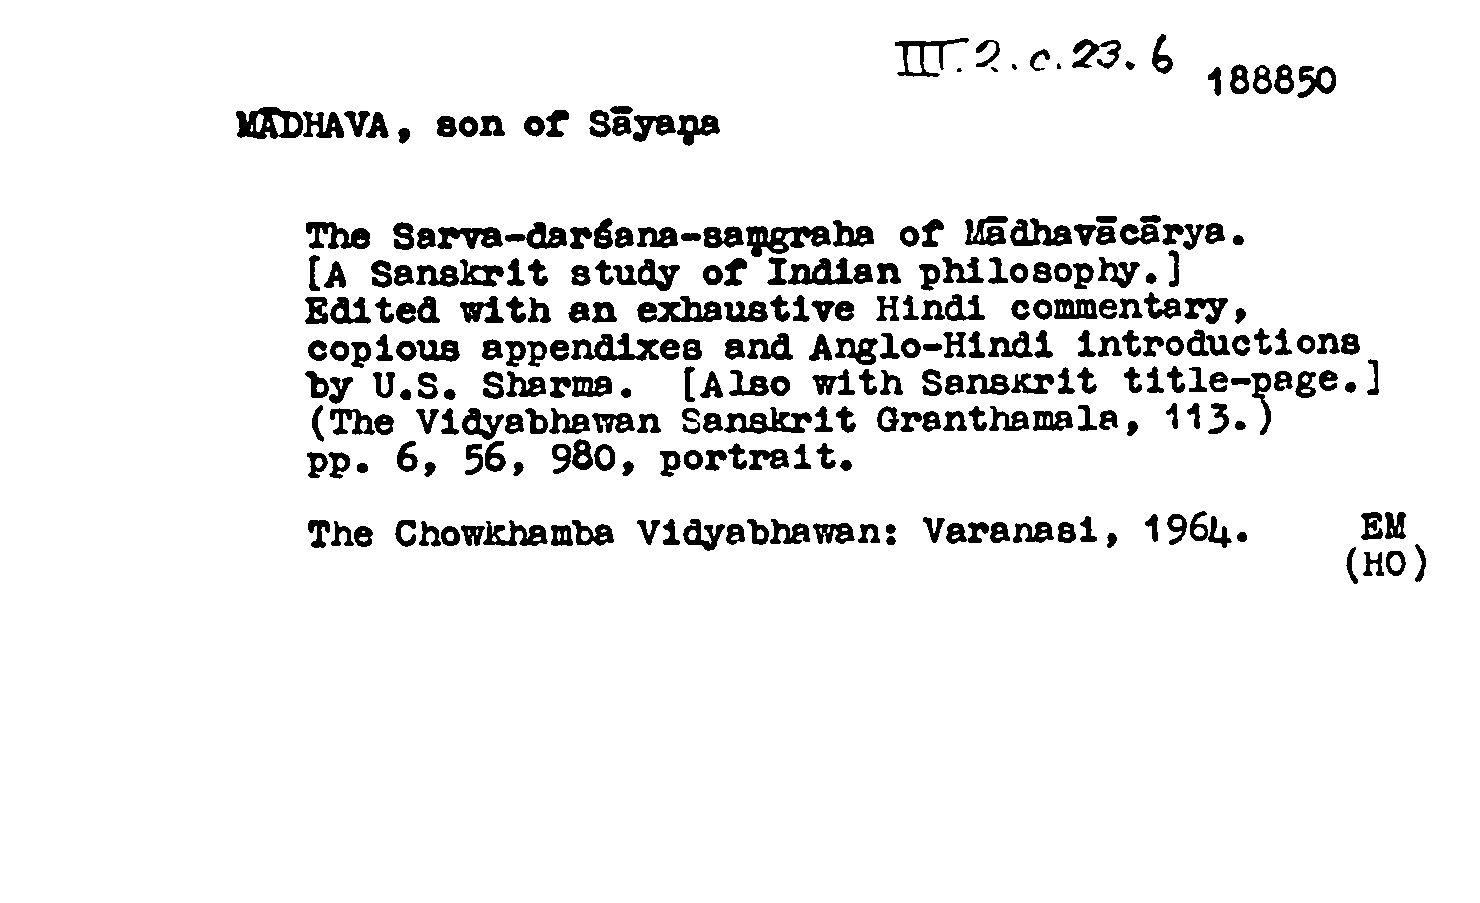 III.2.c.23.6
188850
MĀDHAVA, son of Sāyaṇa
The Sarva-darśana-saṃgraha of Mādhavācārya.
[A Sanskrit study of Indian philosophy.]
Edited with an exhaustive Hindi commentary,
copious appendixes and Anglo-Hindi introductions
by U.S. Sharma. [Also with Sanskrit title-page.]
(The Vidyabhawan Sanskrit Granthamala, 113.)
pp. 6, 56, 980, portrait.
The Chowkhamba Vidyabhawan: Varanasi, 1964.
EM
(HO)